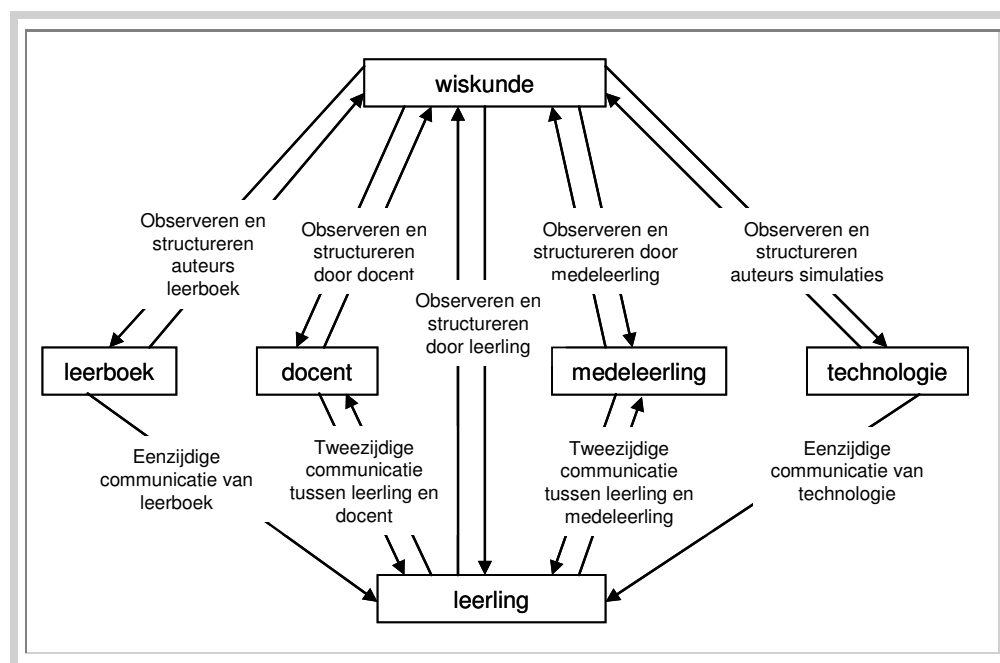 wiskunde
Observeren en
structureren
auteurs
leerboek
Observeren en
structureren
door docent
Observeren en
structureren
door leerling
Observeren en
structureren door
medeleerling
Observeren en
structureren
auteurs simulaties
leerboek
docent
medeleerling
technologie
Eenzijdige
communicatie van
leerboek
Tweezijdige
communicatie
tussen leerling en
docent
Tweezijdige
communicatie
tussen leerling en
medeleerling
Eenzijdige
communicatie van
technologie
leerling